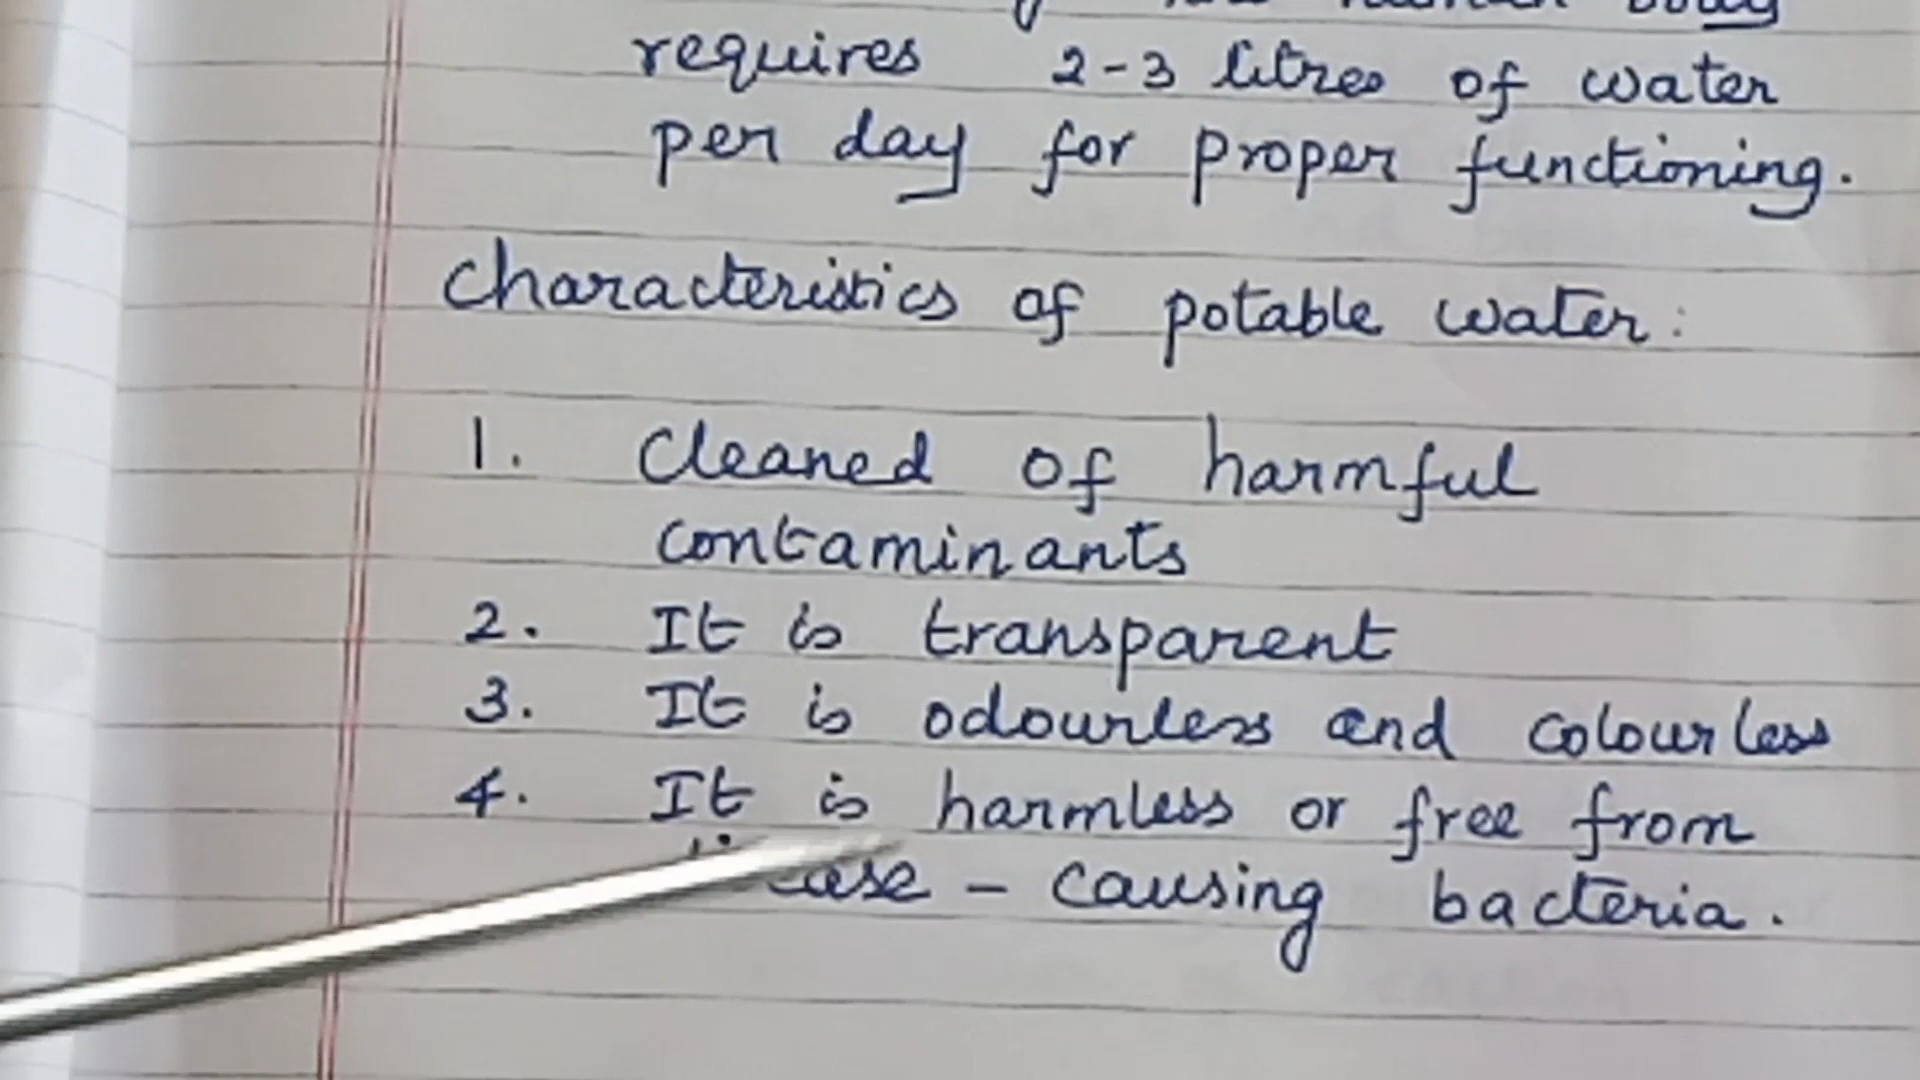 human body
requires 2-3 litres of water
per day for proper functioning.
Characteristics of potable water:
1. Cleaned of harmful
contaminants
2. It is transparent
3. It is odourless and colourless
4. It is harmless or free from
- causing bacteria.